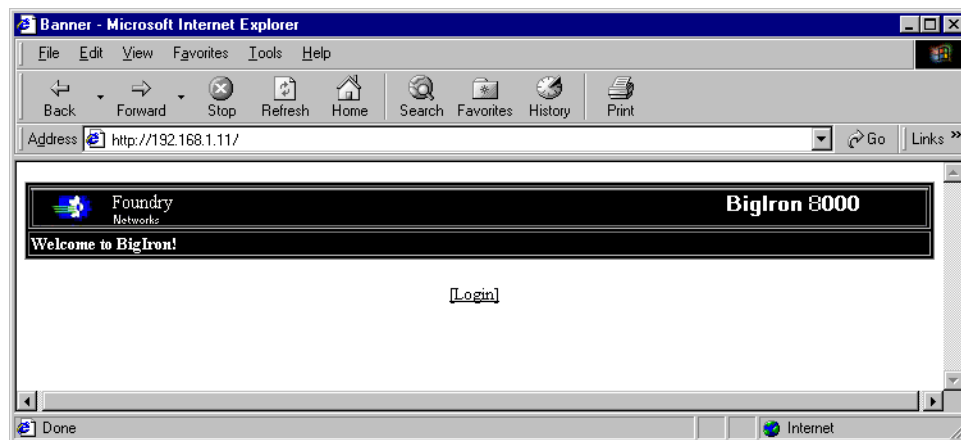 Banner - Microsoft Internet Explorer
File Edit View Favorites Tools Help
Back Forward Stop Refresh Home Search Favorites History Print
Address http://192.168.1.11/ Go Links »
Foundry
Networks
BigIron 8000
Welcome to BigIron!
[Login]
Done Internet